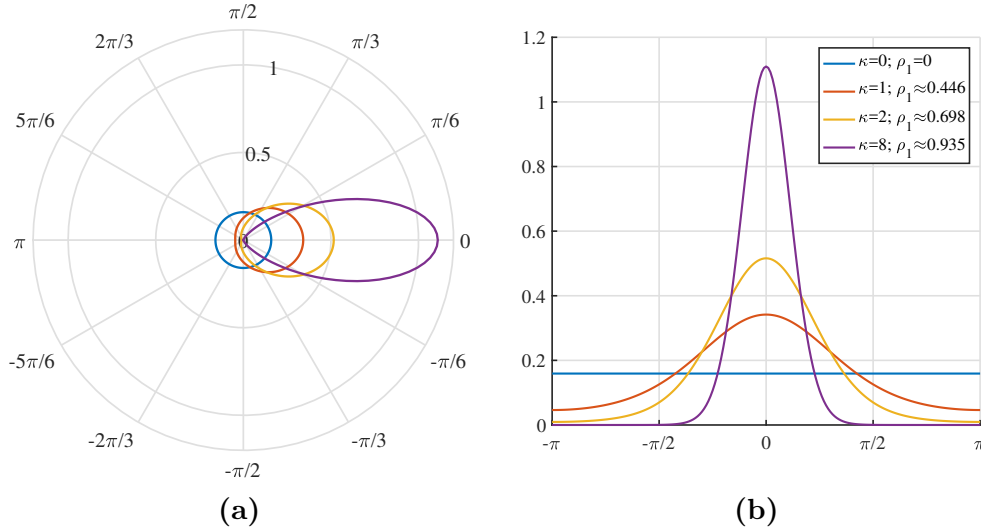 π/2
2π/3
π/3
1
5π/6
π/6
0.5
π
0
0
-5π/6
-π/6
-2π/3
-π/3
-π/2
(a)
1.2
1
0.8
0.6
0.4
0.2
0
-π
-π/2
0
π/2
π
κ=0; ρ₁=0
κ=1; ρ₁≈0.446
κ=2; ρ₁≈0.698
κ=8; ρ₁≈0.935
(b)